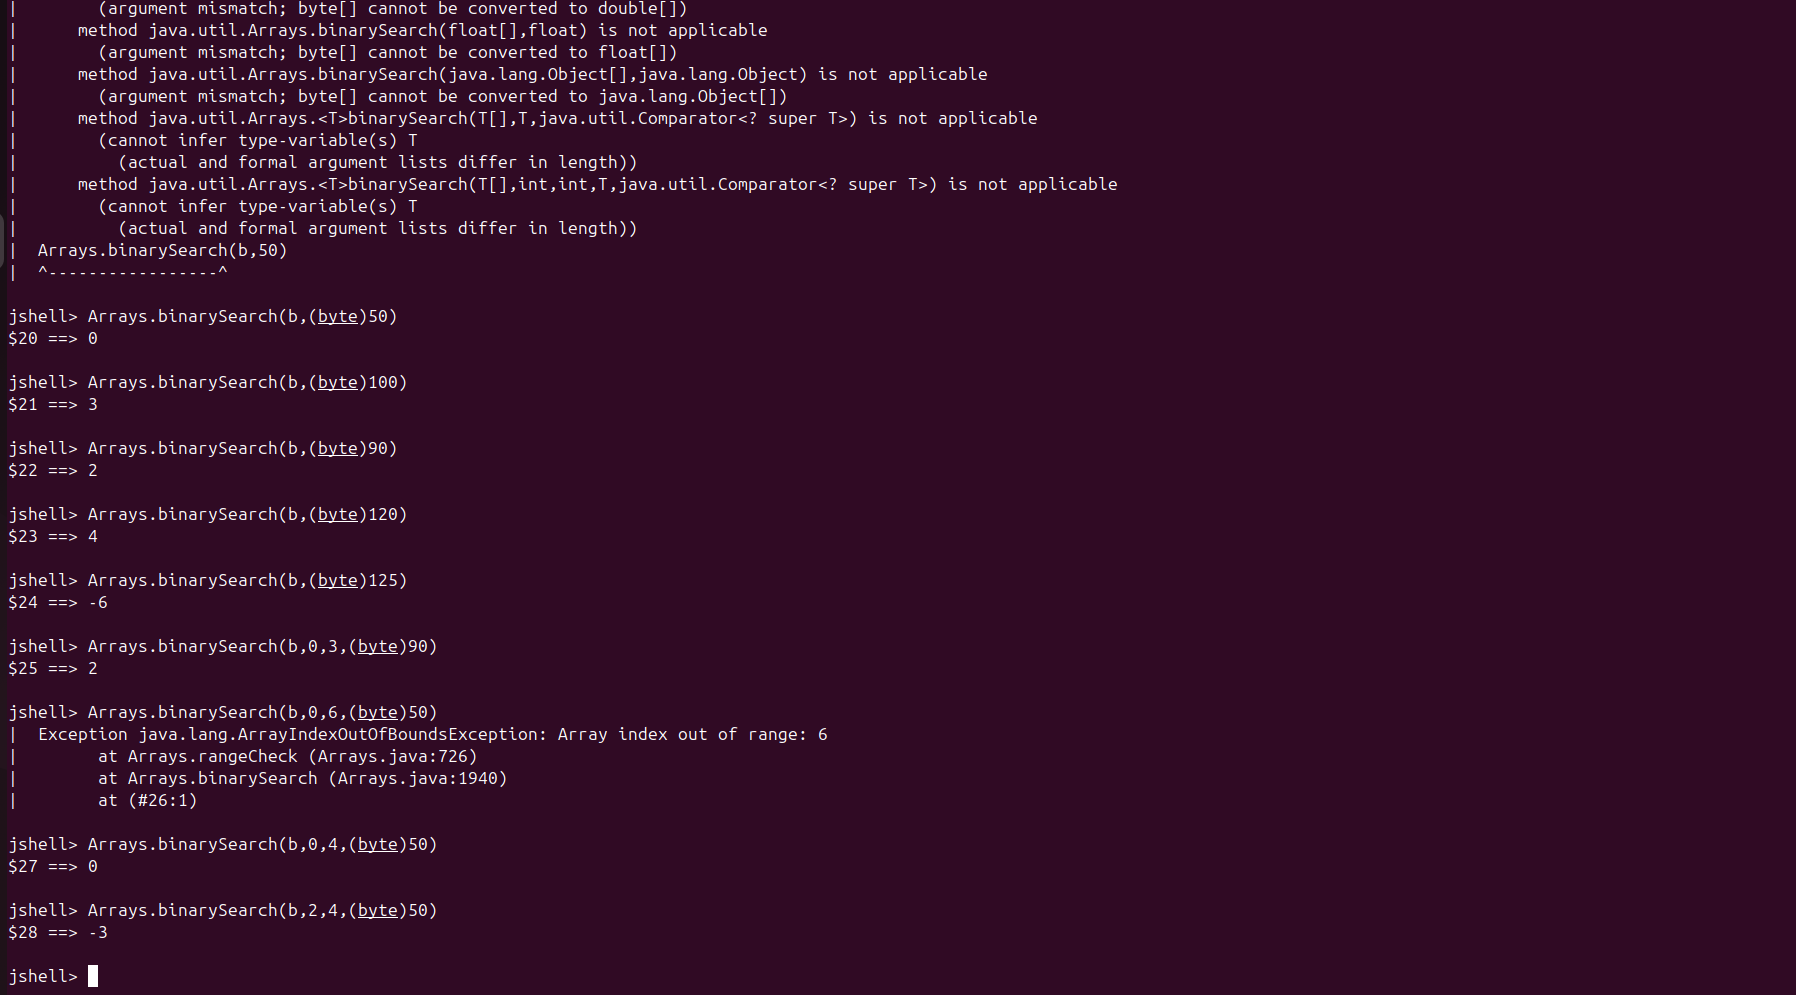 |        (argument mismatch; byte[] cannot be converted to double[])
|      method java.util.Arrays.binarySearch(float[],float) is not applicable
|        (argument mismatch; byte[] cannot be converted to float[])
|      method java.util.Arrays.binarySearch(java.lang.Object[],java.lang.Object) is not applicable
|        (argument mismatch; byte[] cannot be converted to java.lang.Object[])
|      method java.util.Arrays.<T>binarySearch(T[],T,java.util.Comparator<? super T>) is not applicable
|        (cannot infer type-variable(s) T
|          (actual and formal argument lists differ in length))
|      method java.util.Arrays.<T>binarySearch(T[],int,int,T,java.util.Comparator<? super T>) is not applicable
|        (cannot infer type-variable(s) T
|          (actual and formal argument lists differ in length))
|  Arrays.binarySearch(b,50)
|  ^-----------------^
jshell> Arrays.binarySearch(b,(byte)50)
$20 ==> 0
jshell> Arrays.binarySearch(b,(byte)100)
$21 ==> 3
jshell> Arrays.binarySearch(b,(byte)90)
$22 ==> 2
jshell> Arrays.binarySearch(b,(byte)120)
$23 ==> 4
jshell> Arrays.binarySearch(b,(byte)125)
$24 ==> -6
jshell> Arrays.binarySearch(b,0,3,(byte)90)
$25 ==> 2
jshell> Arrays.binarySearch(b,0,6,(byte)50)
|  Exception java.lang.ArrayIndexOutOfBoundsException: Array index out of range: 6
|        at Arrays.rangeCheck (Arrays.java:726)
|        at Arrays.binarySearch (Arrays.java:1940)
|        at (#26:1)
jshell> Arrays.binarySearch(b,0,4,(byte)50)
$27 ==> 0
jshell> Arrays.binarySearch(b,2,4,(byte)50)
$28 ==> -3
jshell>